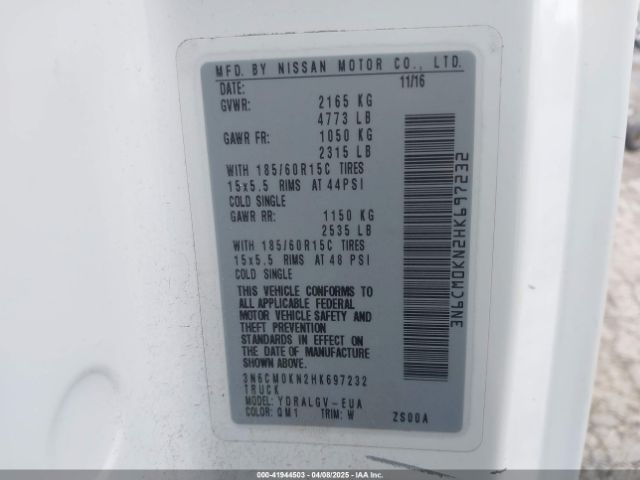 MFD. BY NISSAN MOTOR CO., LTD.
DATE: 11/16
GVWR: 2165 KG
4773 LB
GAWR FR: 1050 KG
2315 LB
WITH 185/60R15C TIRES
15x5.5 RIMS AT 44PSI
COLD SINGLE
GAWR RR: 1150 KG
2535 LB
WITH 185/60R15C TIRES
15x5.5 RIMS AT 48 PSI
COLD SINGLE
THIS VEHICLE CONFORMS TO
ALL APPLICABLE FEDERAL
MOTOR VEHICLE SAFETY AND
THEFT PREVENTION
STANDARDS IN EFFECT ON
THE DATE OF MANUFACTURE
SHOWN ABOVE.
3N6CM0KN2HK697232
TRUCK
MODEL: YDRALGV-EUA
COLOR: QM1 TRIM: W ZS00A
3N6CM0KN2HK697232
000-41944503 - 04/08/2025 - IAAI.COM